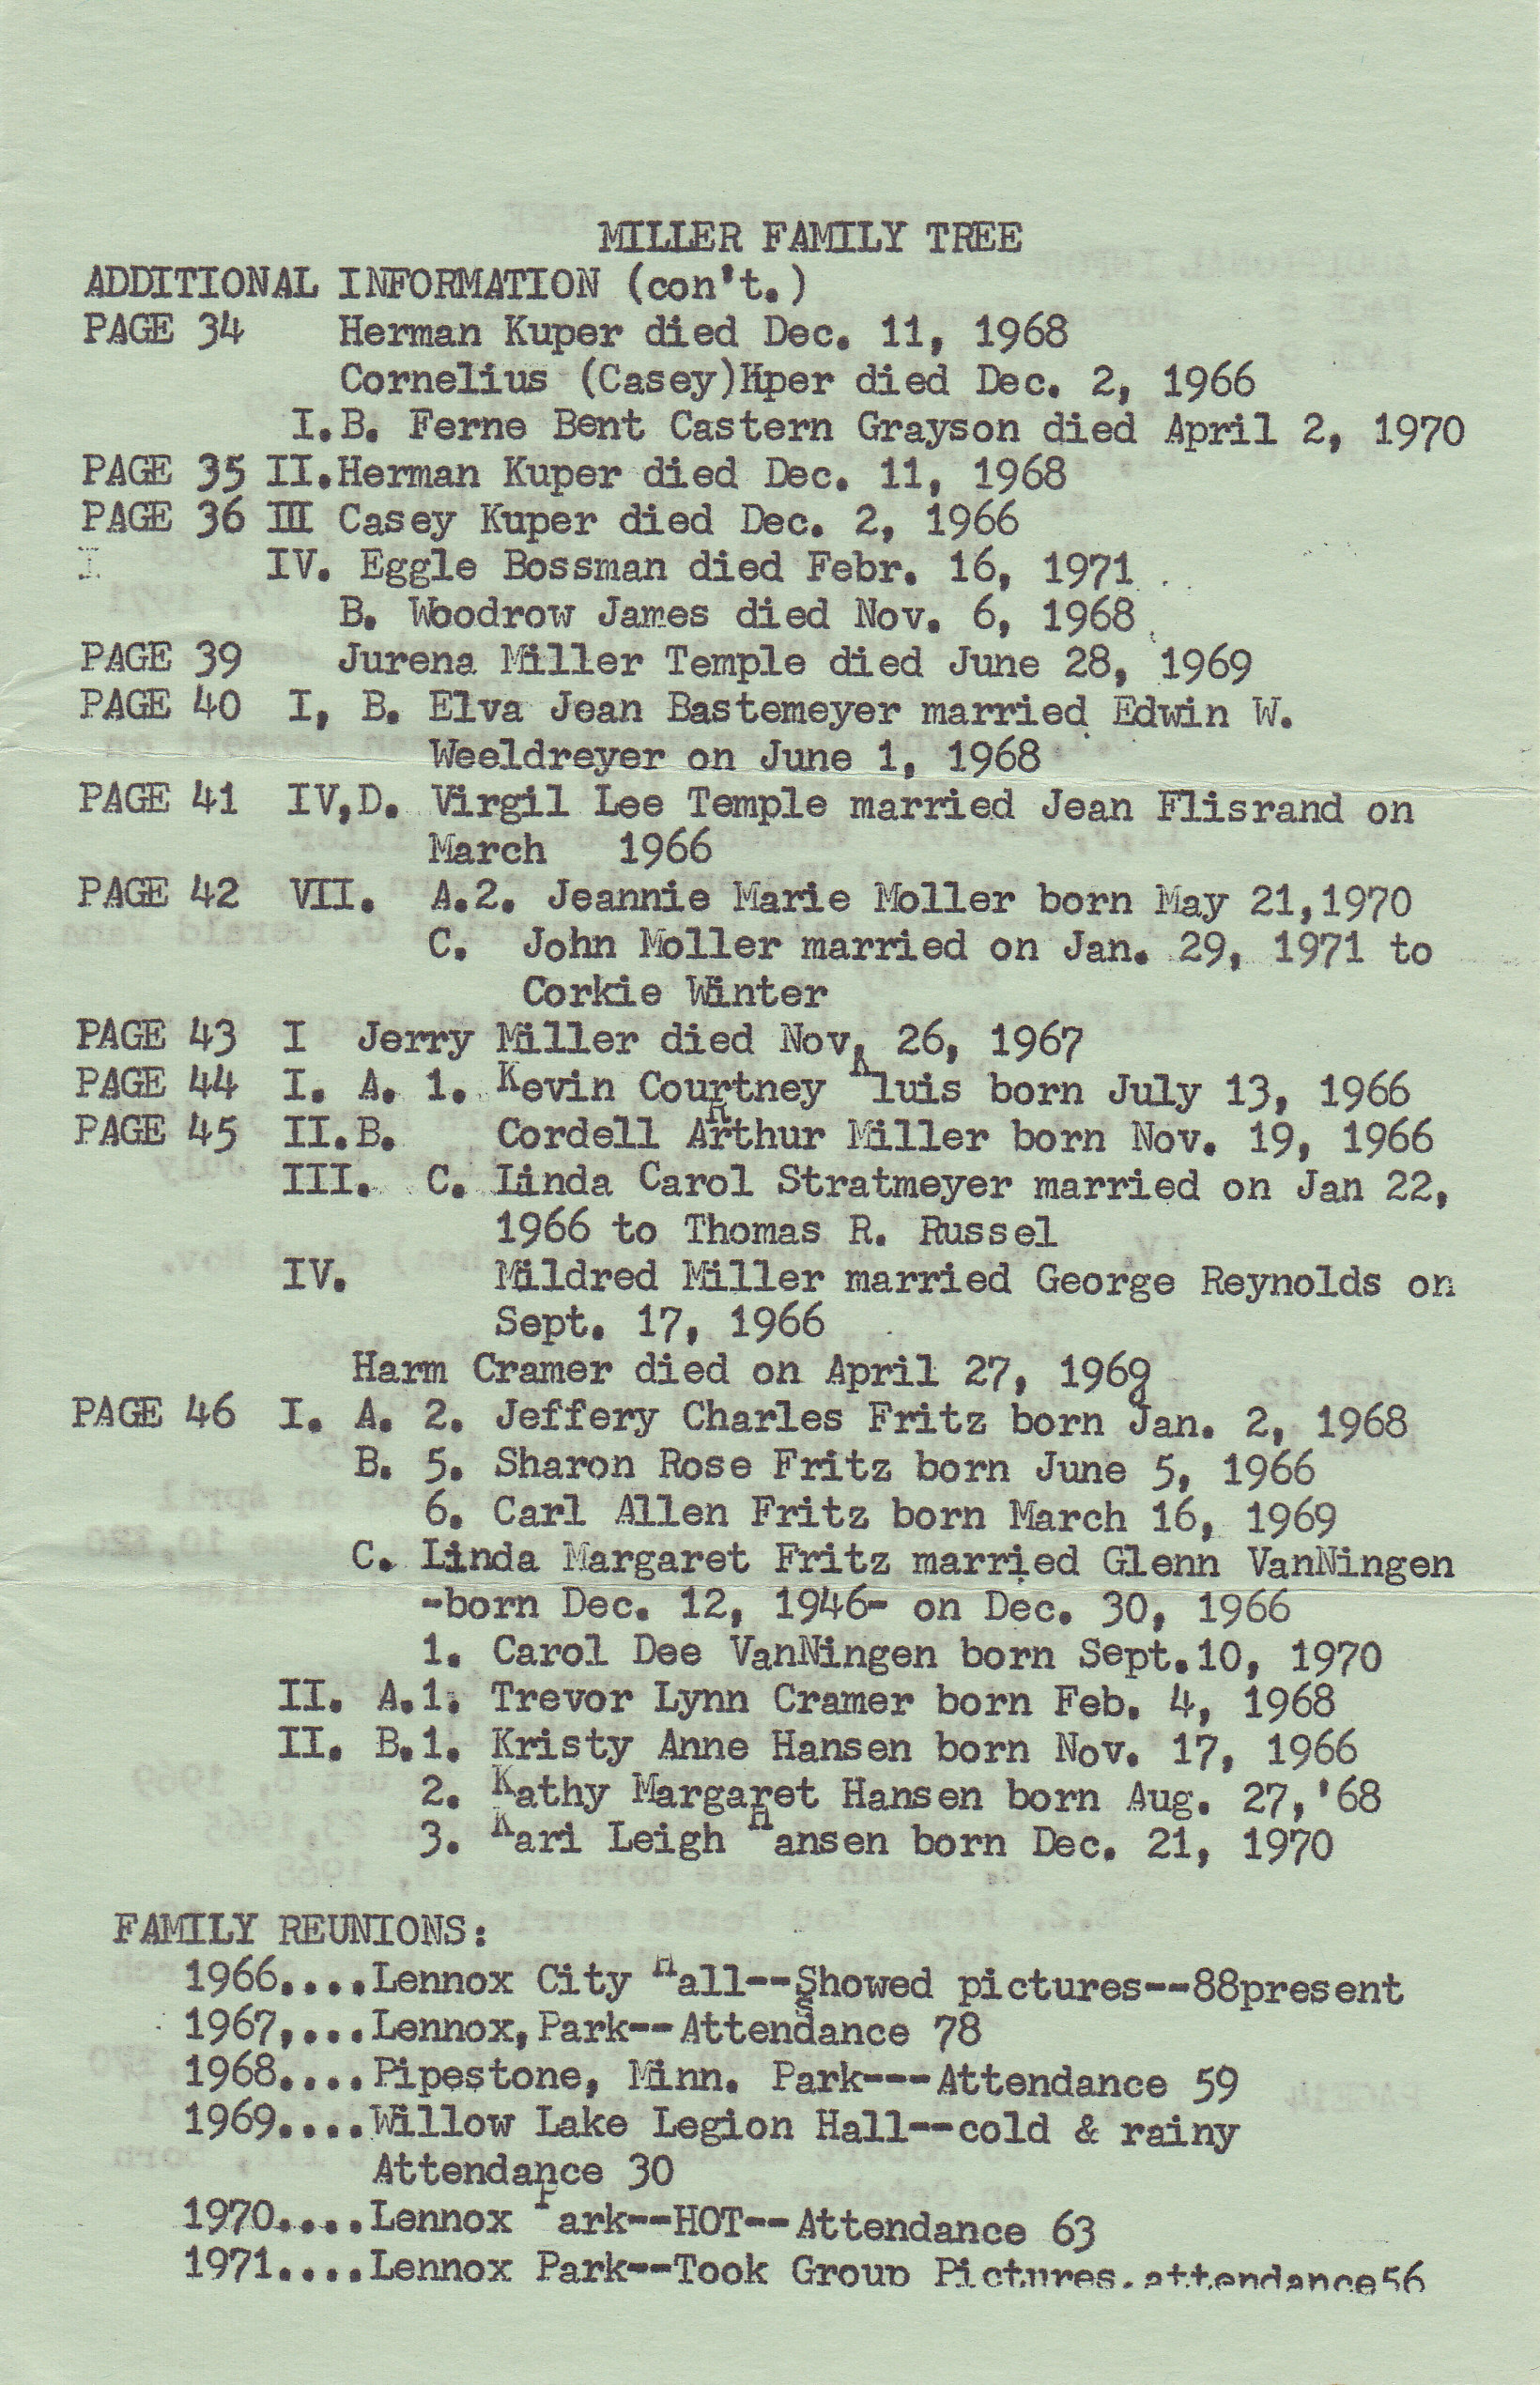 MILLER FAMILY TREE
ADDITIONAL INFORMATION (con't.)
PAGE 34 Herman Kuper died Dec. 11, 1968
Cornelius (Casey)Kuper died Dec. 2, 1966
I.B. Ferne Bent Castern Grayson died April 2, 1970
PAGE 35 II.Herman Kuper died Dec. 11, 1968
PAGE 36 III Casey Kuper died Dec. 2, 1966
I IV. Eggle Bossman died Febr. 16, 1971
B. Woodrow James died Nov. 6, 1968
PAGE 39 Jurena Miller Temple died June 28, 1969
PAGE 40 I, B. Elva Jean Bastemeyer married Edwin W.
Weeldreyer on June 1, 1968
PAGE 41 IV,D. Virgil Lee Temple married Jean Flisrand on
March 1966
PAGE 42 VII. A.2. Jeannie Marie Moller born May 21,1970
C. John Moller married on Jan. 29, 1971 to
Corkie Winter
PAGE 43 I Jerry Miller died Nov. 26, 1967
PAGE 44 I. A. 1. Kevin Courtney Kluis born July 13, 1966
PAGE 45 II.B. Cordell Arthur Miller born Nov. 19, 1966
III. C. Linda Carol Stratmeyer married on Jan 22,
1966 to Thomas R. Russel
IV. Mildred Miller married George Reynolds on
Sept. 17, 1966
Harm Cramer died on April 27, 1969
PAGE 46 I. A. 2. Jeffery Charles Fritz born Jan. 2, 1968
B. 5. Sharon Rose Fritz born June 5, 1966
6. Carl Allen Fritz born March 16, 1969
C. Linda Margaret Fritz married Glenn VanNingen
-born Dec. 12, 1946- on Dec. 30, 1966
1. Carol Dee VanNingen born Sept.10, 1970
II. A.1. Trevor Lynn Cramer born Feb. 4, 1968
II. B.1. Kristy Anne Hansen born Nov. 17, 1966
2. Kathy Margaret Hansen born Aug. 27,'68
3. Kari Leigh Hansen born Dec. 21, 1970
FAMILY REUNIONS:
1966....Lennox City Hall--Showed pictures--88present
1967,...Lennox,Park--Attendance 78
1968....Pipestone, Minn. Park---Attendance 59
1969....Willow Lake Legion Hall--cold & rainy
Attendance 30
1970....Lennox Park--HOT--Attendance 63
1971....Lennox Park--Took Group Pictures.attendance56